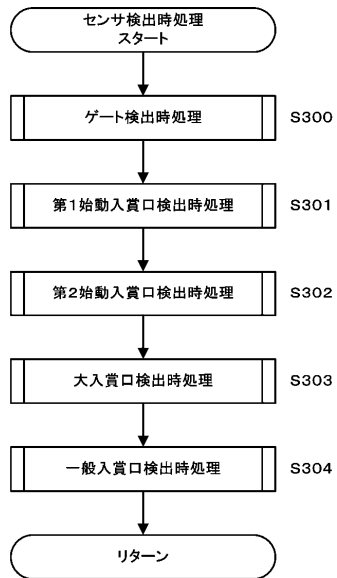 センサ検出時処理
スタート
ゲート検出時処理 S300
第1始動入賞口検出時処理 S301
第2始動入賞口検出時処理 S302
大入賞口検出時処理 S303
一般入賞口検出時処理 S304
リターン